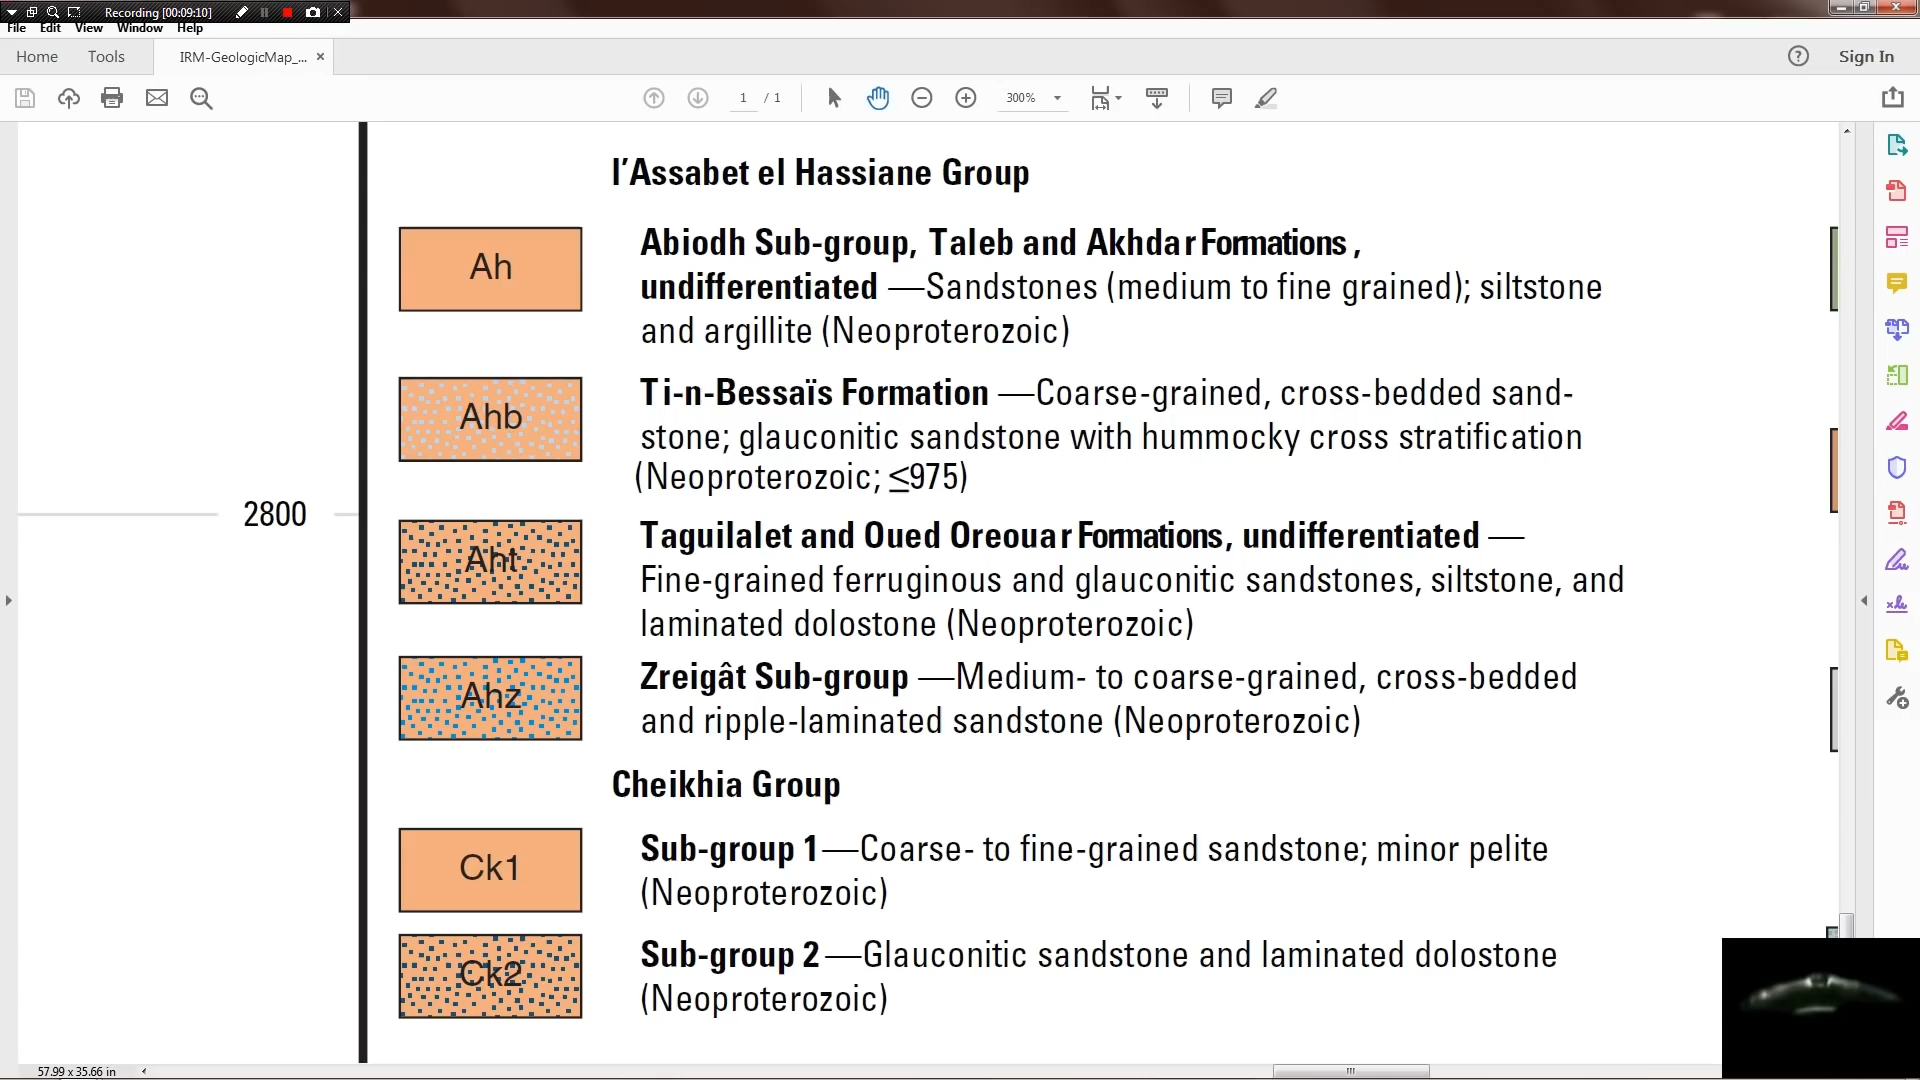 Recording [00:09:10]
File Edit View Window Help
Home Tools IRM-GeologicMap_... × Sign In
1 / 1 300%
l’Assabet el Hassiane Group
Ah
Abiodh Sub-group, Taleb and Akhdar Formations,
undifferentiated —Sandstones (medium to fine grained); siltstone
and argillite (Neoproterozoic)
Ahb
Ti-n-Bessaïs Formation —Coarse-grained, cross-bedded sand-
stone; glauconitic sandstone with hummocky cross stratification
(Neoproterozoic; ≤975)
2800
Aht
Taguilalet and Oued Oreouar Formations, undifferentiated —
Fine-grained ferruginous and glauconitic sandstones, siltstone, and
laminated dolostone (Neoproterozoic)
Ahz
Zreigât Sub-group —Medium- to coarse-grained, cross-bedded
and ripple-laminated sandstone (Neoproterozoic)
Cheikhia Group
Ck1
Sub-group 1—Coarse- to fine-grained sandstone; minor pelite
(Neoproterozoic)
Ck2
Sub-group 2—Glauconitic sandstone and laminated dolostone
(Neoproterozoic)
57.99 x 35.66 in